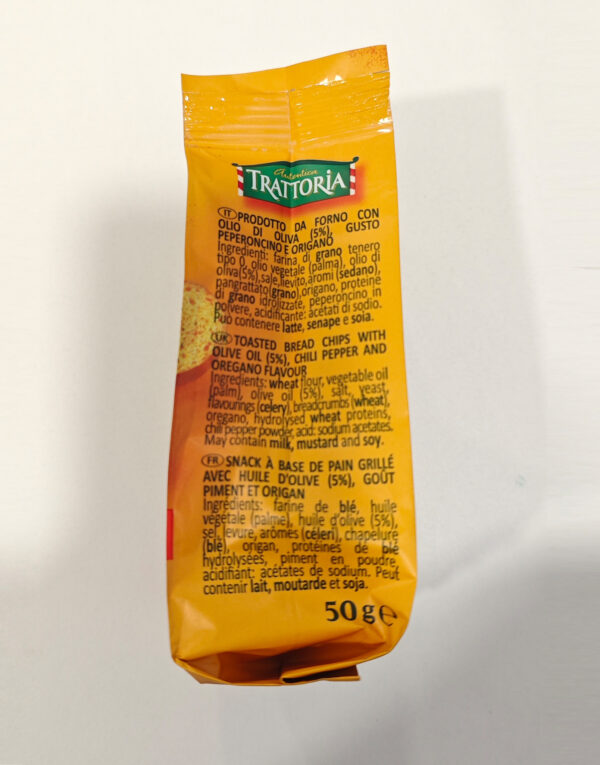 Autentica
TRATTORIA
IT PRODOTTO DA FORNO CON
OLIO DI OLIVA (5%), GUSTO
PEPERONCINO E ORIGANO
Ingredienti: farina di grano tenero
tipo 0, olio vegetale (palma), olio di
oliva(5%),sale,lievito,aromi (sedano),
pangrattato(grano),origano, proteine
di grano idrolizzate, peperoncino in
polvere, acidificante: acetati di sodio.
Può contenere latte, senape e soia.
UK TOASTED BREAD CHIPS WITH
OLIVE OIL (5%), CHILI PEPPER AND
OREGANO FLAVOUR
Ingredients: wheat flour, vegetable oil
(palm), olive oil (5%), salt, yeast,
flavourings (celery), breadcrumbs (wheat),
oregano, hydrolysed wheat proteins,
chili pepper powder, acid: sodium acetates.
May contain milk, mustard and soy.
FR SNACK À BASE DE PAIN GRILLÉ
AVEC HUILE D'OLIVE (5%), GOÛT
PIMENT ET ORIGAN
Ingrédients: farine de blé, huile
végétale (palme), huile d'olive (5%),
sel, levure, arômes (céleri), chapelure
(blé), origan, protéines de blé
hydrolysées, piment en poudre,
acidifiant: acétates de sodium. Peut
contenir lait, moutarde et soja.
50 g ℮